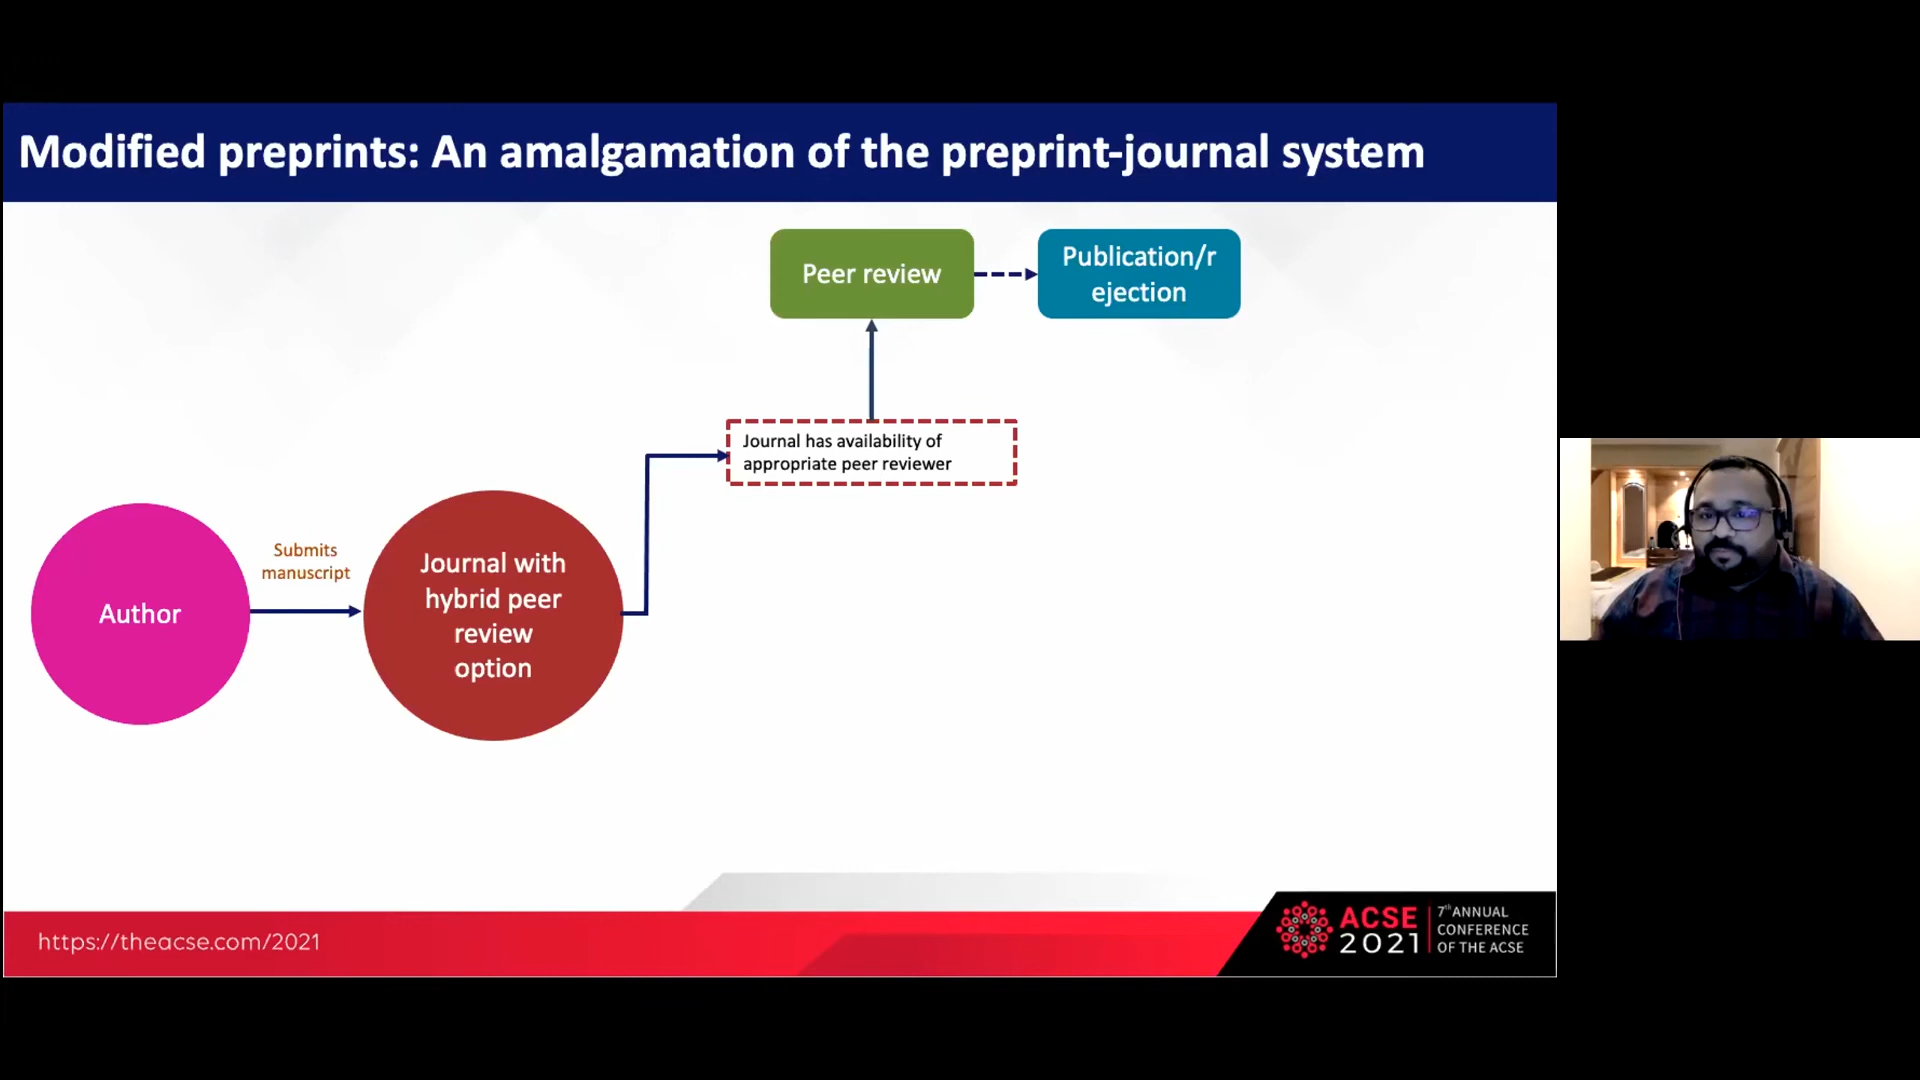 Modified preprints: An amalgamation of the preprint-journal system
Peer review
Publication/r
ejection
Journal has availability of
appropriate peer reviewer
Submits
manuscript
Author
Journal with
hybrid peer
review
option
https://theacse.com/2021
ACSE
2021
7th ANNUAL
CONFERENCE
OF THE ACSE